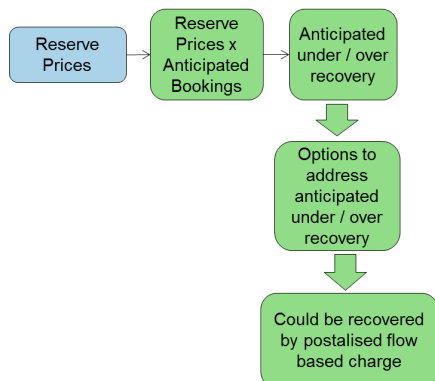 Reserve
Prices
Reserve
Prices x
Anticipated
Bookings
Anticipated
under / over
recovery
Options to
address
anticipated
under / over
recovery
Could be recovered
by postalised flow
based charge